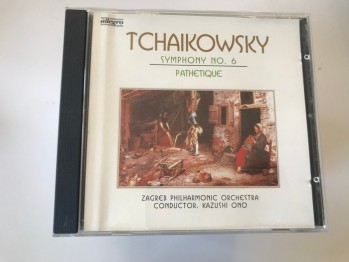 TCHAIKOWSKY
SYMPHONY NO. 6
PATHETIQUE
ZAGREB PHILHARMONIC ORCHESTRA
CONDUCTOR, KAZUSHI ONO